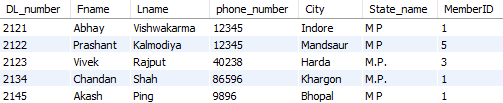 DL_number Fname Lname phone_number City State_name MemberID
2121 Abhay Vishwakarma 12345 Indore M P 1
2122 Prashant Kalmodiya 12345 Mandsaur M P 5
2123 Vivek Rajput 40238 Harda M.P. 3
2134 Chandan Shah 86596 Khargon M.P. 1
2145 Akash Ping 9896 Bhopal M P 1